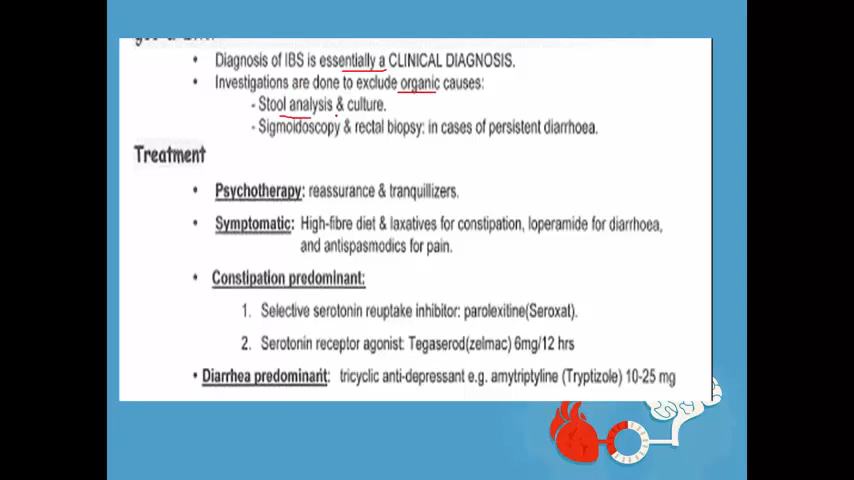 • Diagnosis of IBS is essentially a CLINICAL DIAGNOSIS.
• Investigations are done to exclude organic causes:
- Stool analysis & culture.
- Sigmoidoscopy & rectal biopsy: in cases of persistent diarrhoea.
Treatment
• Psychotherapy: reassurance & tranquillizers.
• Symptomatic: High-fibre diet & laxatives for constipation, loperamide for diarrhoea,
and antispasmodics for pain.
• Constipation predominant:
1. Selective serotonin reuptake inhibitor: parolexitine(Seroxat).
2. Serotonin receptor agonist: Tegaserod(zelmac) 6mg/12 hrs
• Diarrhea predominant: tricyclic anti-depressant e.g. amytriptyline (Tryptizole) 10-25 mg